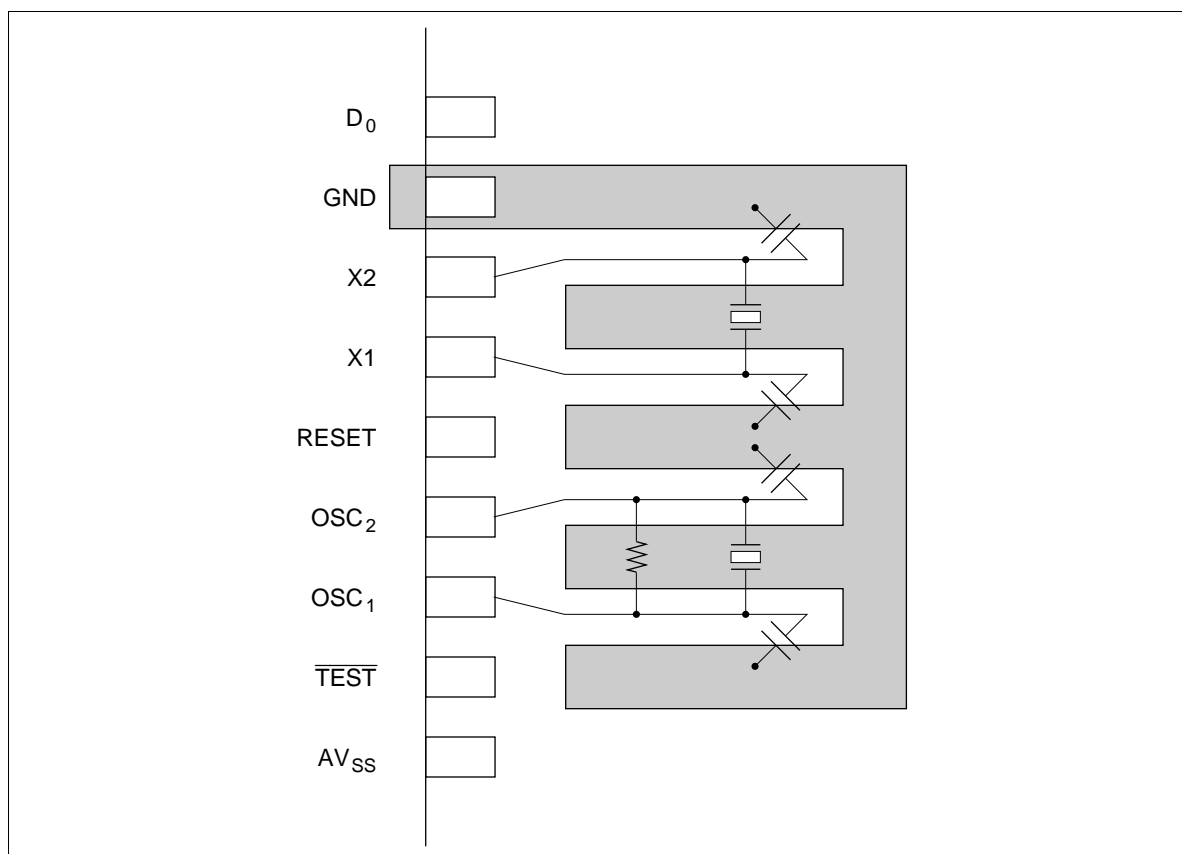 D0
GND
X2
X1
RESET
OSC2
OSC1
TEST
AVSS